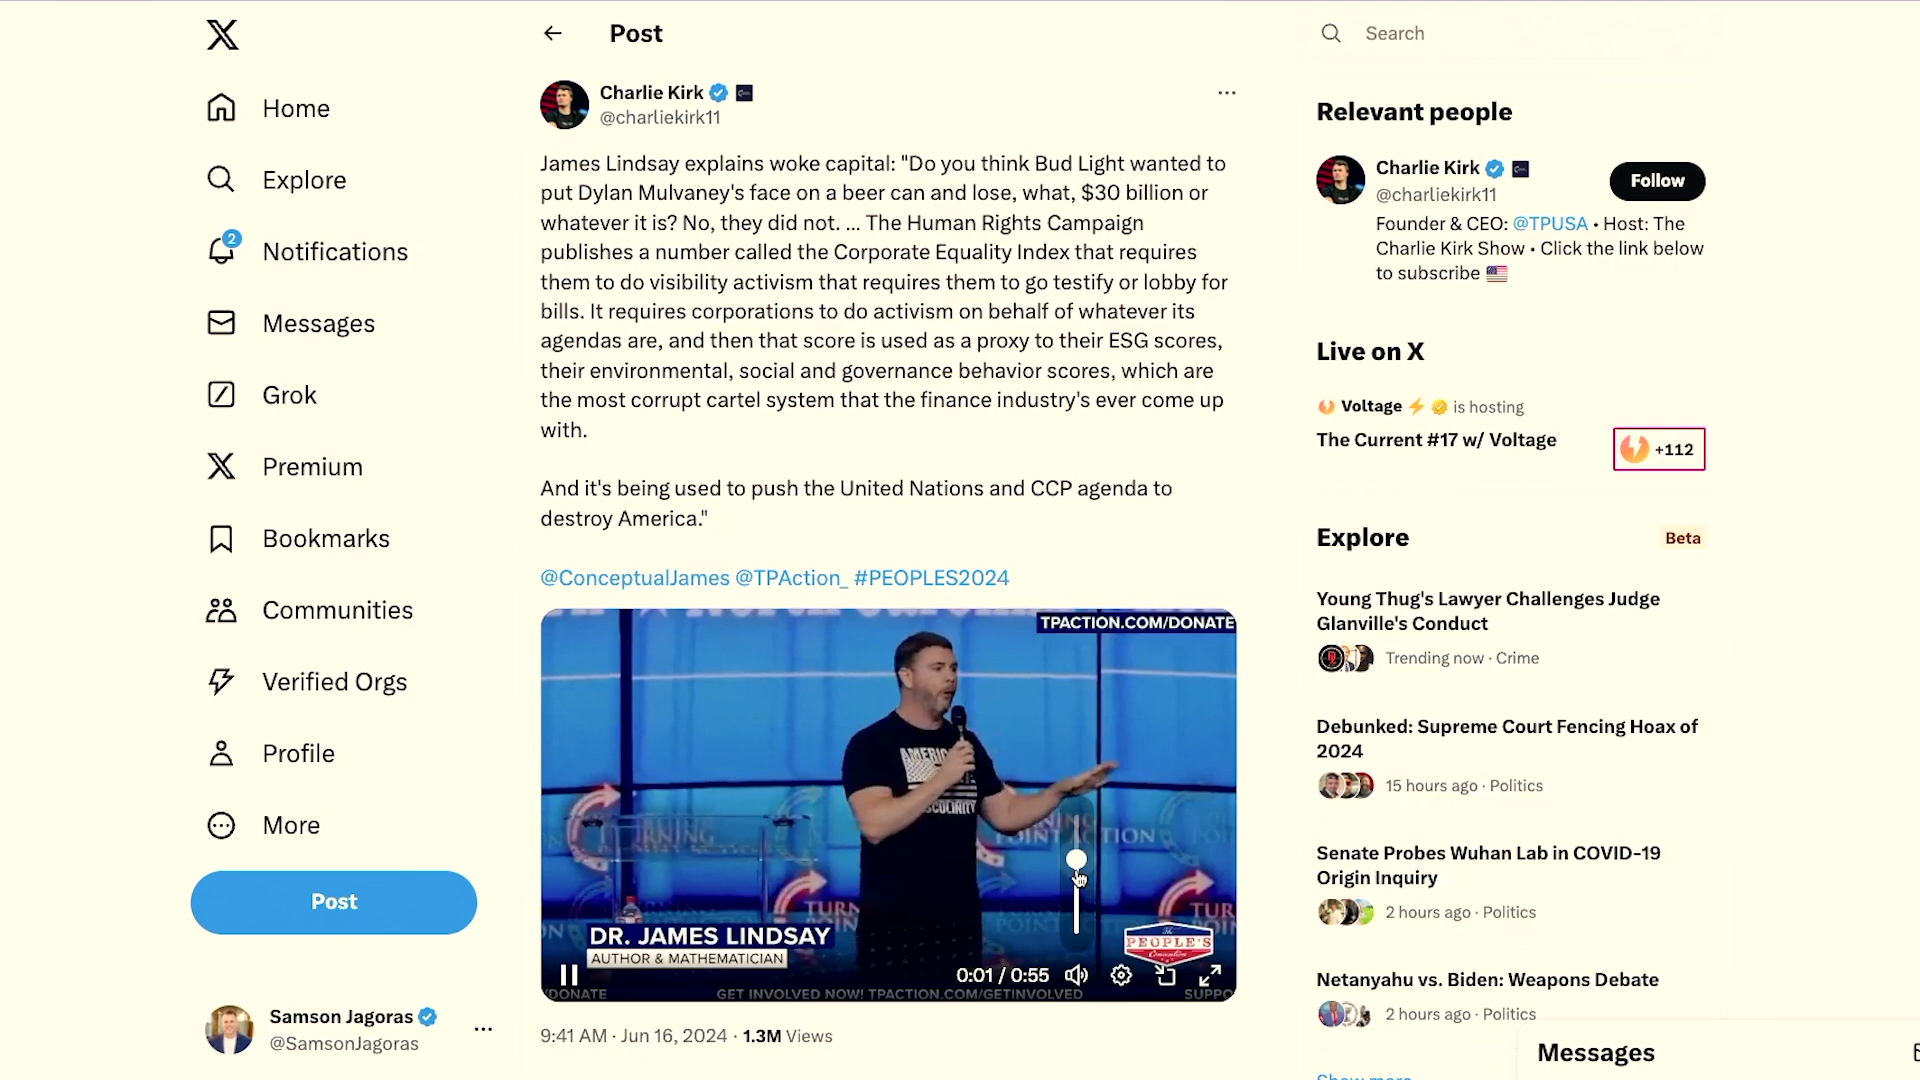 Home
Explore
2
Notifications
Messages
Grok
Premium
Bookmarks
Communities
Verified Orgs
Profile
More
Post
Samson Jagoras
@SamsonJagoras
Post
Charlie Kirk
@charliekirk11
James Lindsay explains woke capital: "Do you think Bud Light wanted to
put Dylan Mulvaney's face on a beer can and lose, what, $30 billion or
whatever it is? No, they did not. ... The Human Rights Campaign
publishes a number called the Corporate Equality Index that requires
them to do visibility activism that requires them to go testify or lobby for
bills. It requires corporations to do activism on behalf of whatever its
agendas are, and then that score is used as a proxy to their ESG scores,
their environmental, social and governance behavior scores, which are
the most corrupt cartel system that the finance industry's ever come up
with.
And it's being used to push the United Nations and CCP agenda to
destroy America."
@ConceptualJames @TPAction_ #PEOPLES2024
TPACTION.COM/DONATE
DR. JAMES LINDSAY
AUTHOR & MATHEMATICIAN
PEOPLE'S
0:01 / 0:55
/DONATE
GET INVOLVED NOW! TPACTION.COM/GETINVOLVED
SUPPO
9:41 AM · Jun 16, 2024 · 1.3M Views
Search
Relevant people
Charlie Kirk
@charliekirk11
Follow
Founder & CEO: @TPUSA • Host: The
Charlie Kirk Show • Click the link below
to subscribe
Live on X
Voltage is hosting
The Current #17 w/ Voltage
+112
Explore
Beta
Young Thug's Lawyer Challenges Judge
Glanville's Conduct
Trending now · Crime
Debunked: Supreme Court Fencing Hoax of
2024
15 hours ago · Politics
Senate Probes Wuhan Lab in COVID-19
Origin Inquiry
2 hours ago · Politics
Netanyahu vs. Biden: Weapons Debate
2 hours ago · Politics
Messages